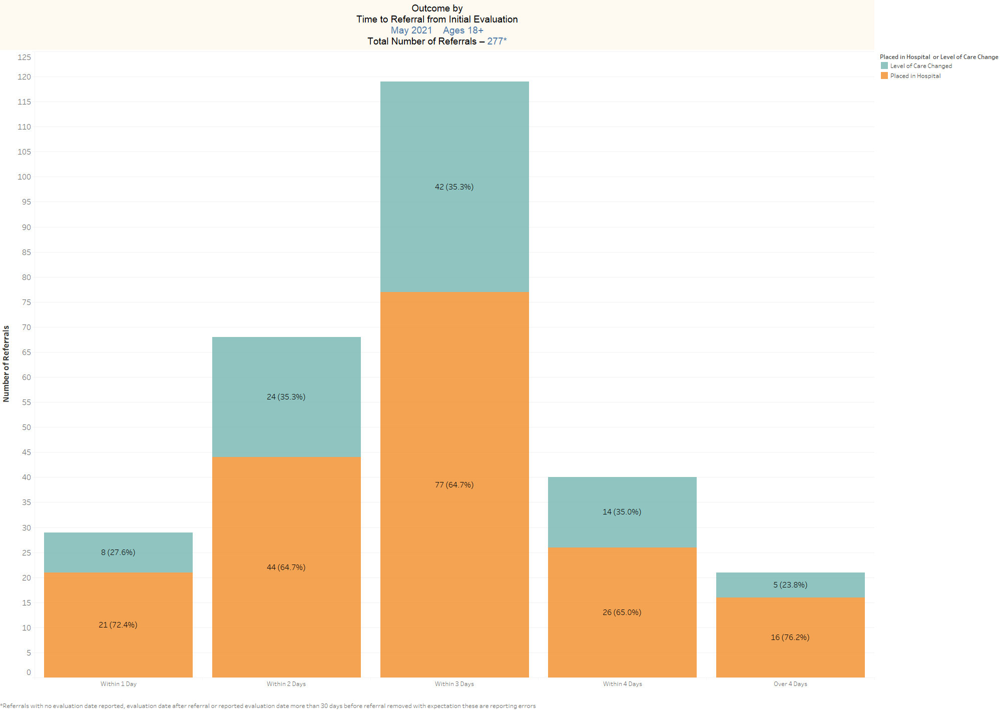 Outcome by
Time to Referral from Initial Evaluation
May 2021 Ages 18+
Total Number of Referrals – 277*
Placed in Hospital or Level of Care Change
Level of Care Changed
Placed in Hospital
Number of Referrals
125
120
115
110
105
100
95
90
85
80
75
70
65
60
55
50
45
40
35
30
25
20
15
10
5
0
8 (27.6%)
21 (72.4%)
24 (35.3%)
44 (64.7%)
42 (35.3%)
77 (64.7%)
14 (35.0%)
26 (65.0%)
5 (23.8%)
16 (76.2%)
Within 1 Day
Within 2 Days
Within 3 Days
Within 4 Days
Over 4 Days
*Referrals with no evaluation date reported, evaluation date after referral or reported evaluation date more than 30 days before referral removed with expectation these are reporting errors